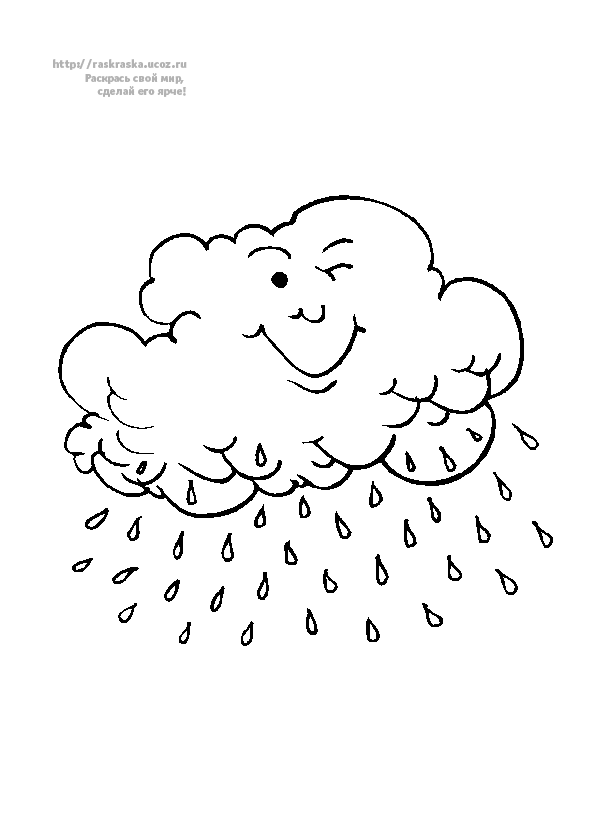 http://raskraska.ucoz.ru
Раскрась свой мир,
сделай его ярче!